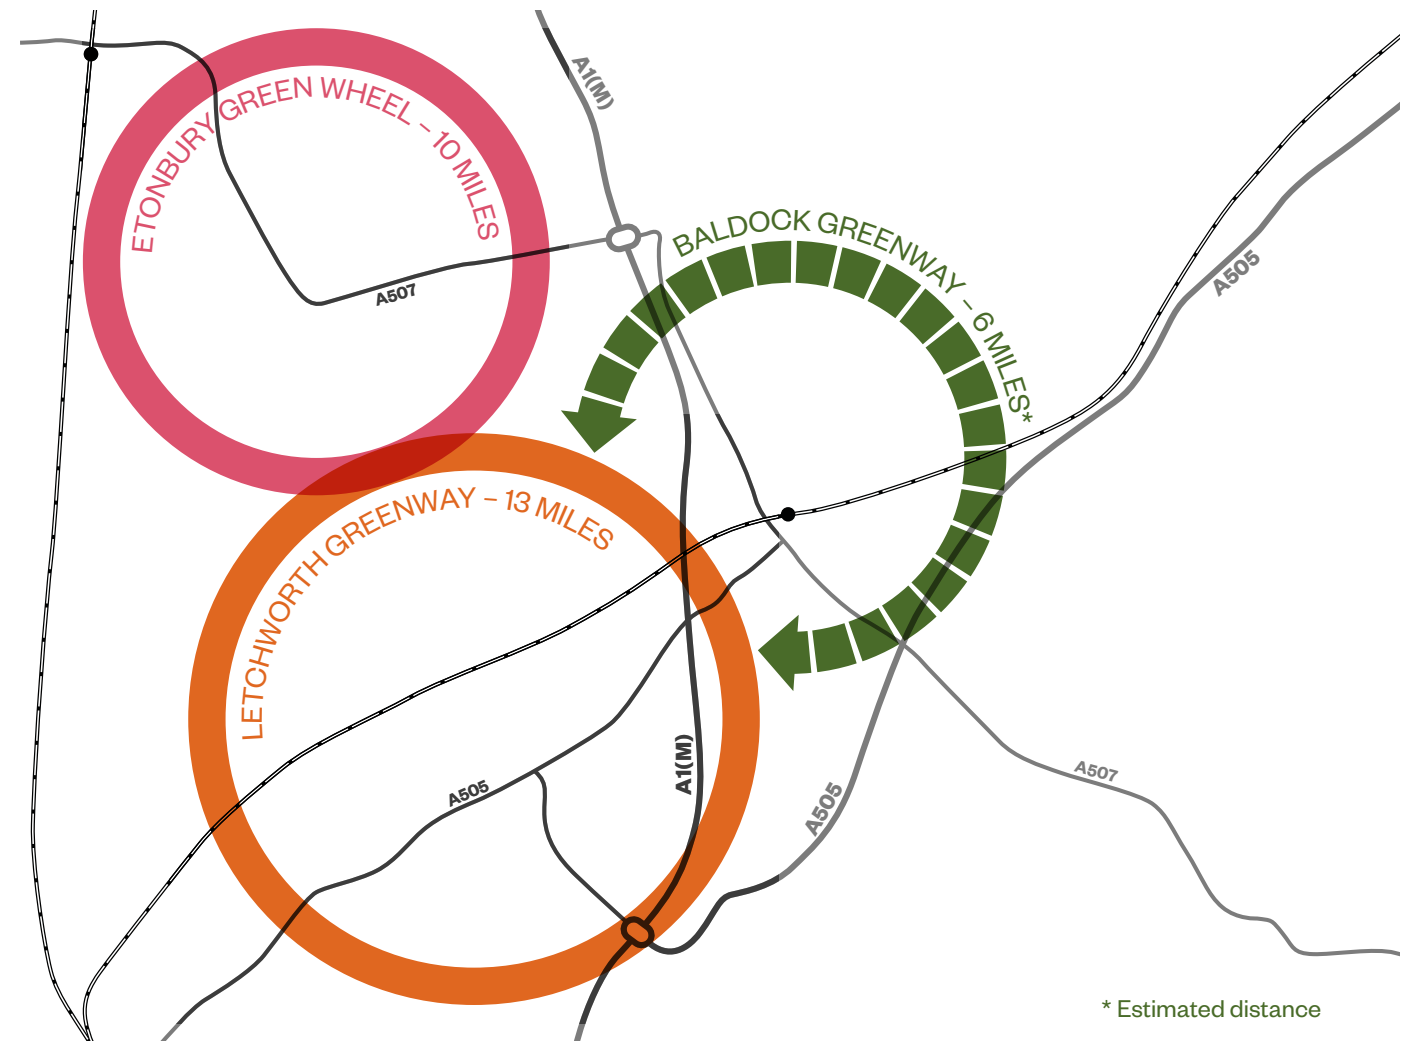 A1(M)
ETONBURY GREEN WHEEL – 10 MILES
BALDOCK GREENWAY – 6 MILES*
A505
A507
LETCHWORTH GREENWAY – 13 MILES
A1(M)
A505
A505
A507
* Estimated distance